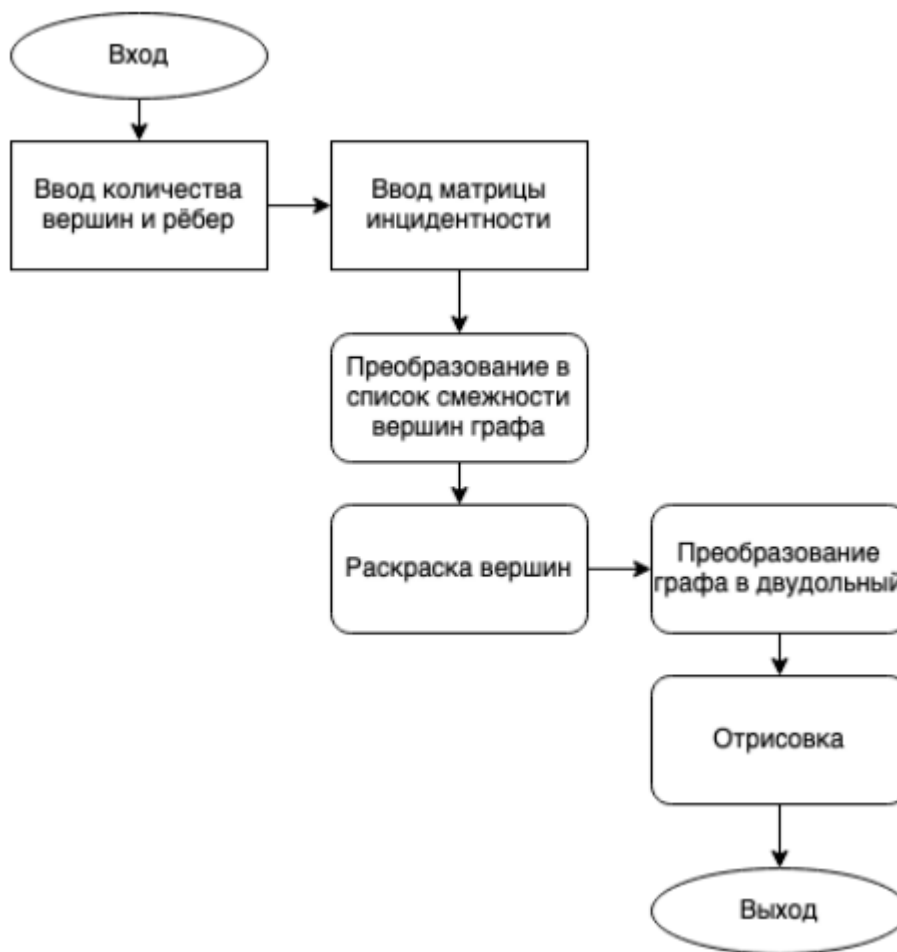 Вход
Ввод количества
вершин и рёбер
Ввод матрицы
инцидентности
Преобразование в
список смежности
вершин графа
Раскраска вершин
Преобразование
графа в двудольный
Отрисовка
Выход